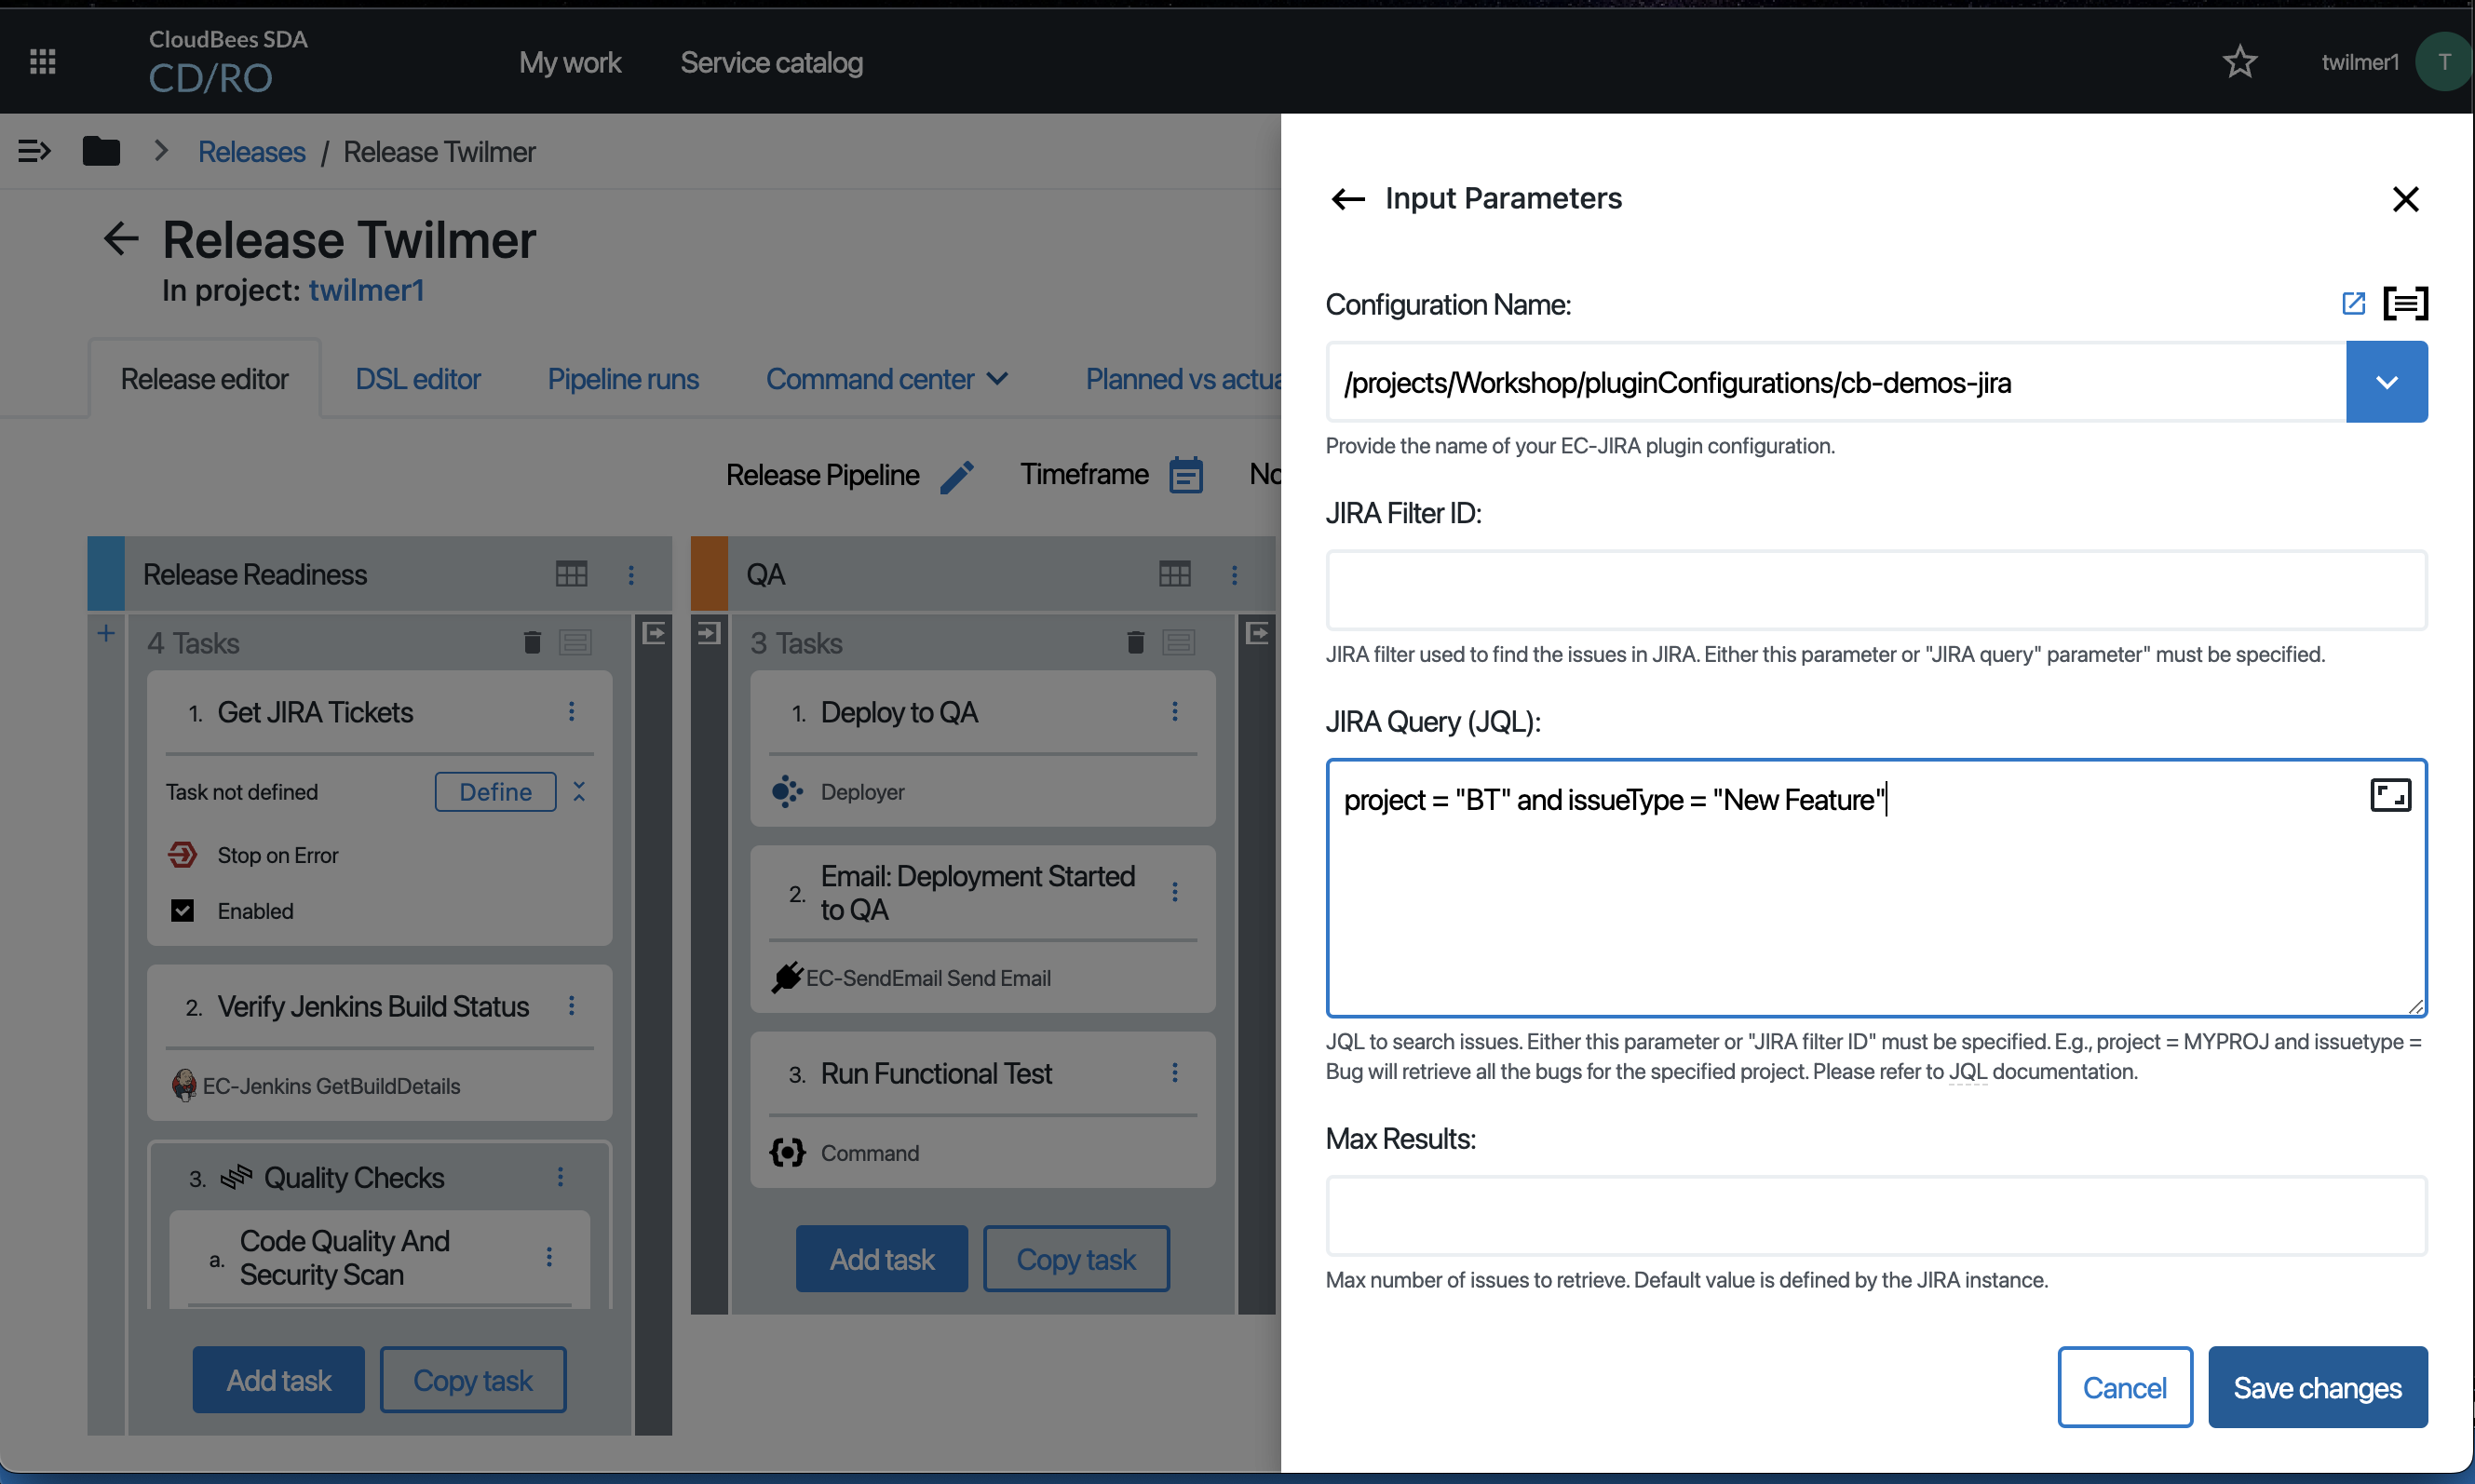 CloudBees SDA
CD/RO
My work
Service catalog
twilmer1
T
Releases / Release Twilmer
Release Twilmer
In project: twilmer1
Release editor
DSL editor
Pipeline runs
Command center
Planned vs actua
Release Pipeline
Timeframe
No
Release Readiness
4 Tasks
1. Get JIRA Tickets
Task not defined
Define
Stop on Error
Enabled
2. Verify Jenkins Build Status
EC-Jenkins GetBuildDetails
3. Quality Checks
a. Code Quality And
Security Scan
Add task
Copy task
QA
3 Tasks
1. Deploy to QA
Deployer
2. Email: Deployment Started
to QA
EC-SendEmail Send Email
3. Run Functional Test
Command
Add task
Copy task
Input Parameters
Configuration Name:
/projects/Workshop/pluginConfigurations/cb-demos-jira
Provide the name of your EC-JIRA plugin configuration.
JIRA Filter ID:
JIRA filter used to find the issues in JIRA. Either this parameter or "JIRA query" parameter" must be specified.
JIRA Query (JQL):
project = "BT" and issueType = "New Feature"
JQL to search issues. Either this parameter or "JIRA filter ID" must be specified. E.g., project = MYPROJ and issuetype =
Bug will retrieve all the bugs for the specified project. Please refer to JQL documentation.
Max Results:
Max number of issues to retrieve. Default value is defined by the JIRA instance.
Cancel
Save changes